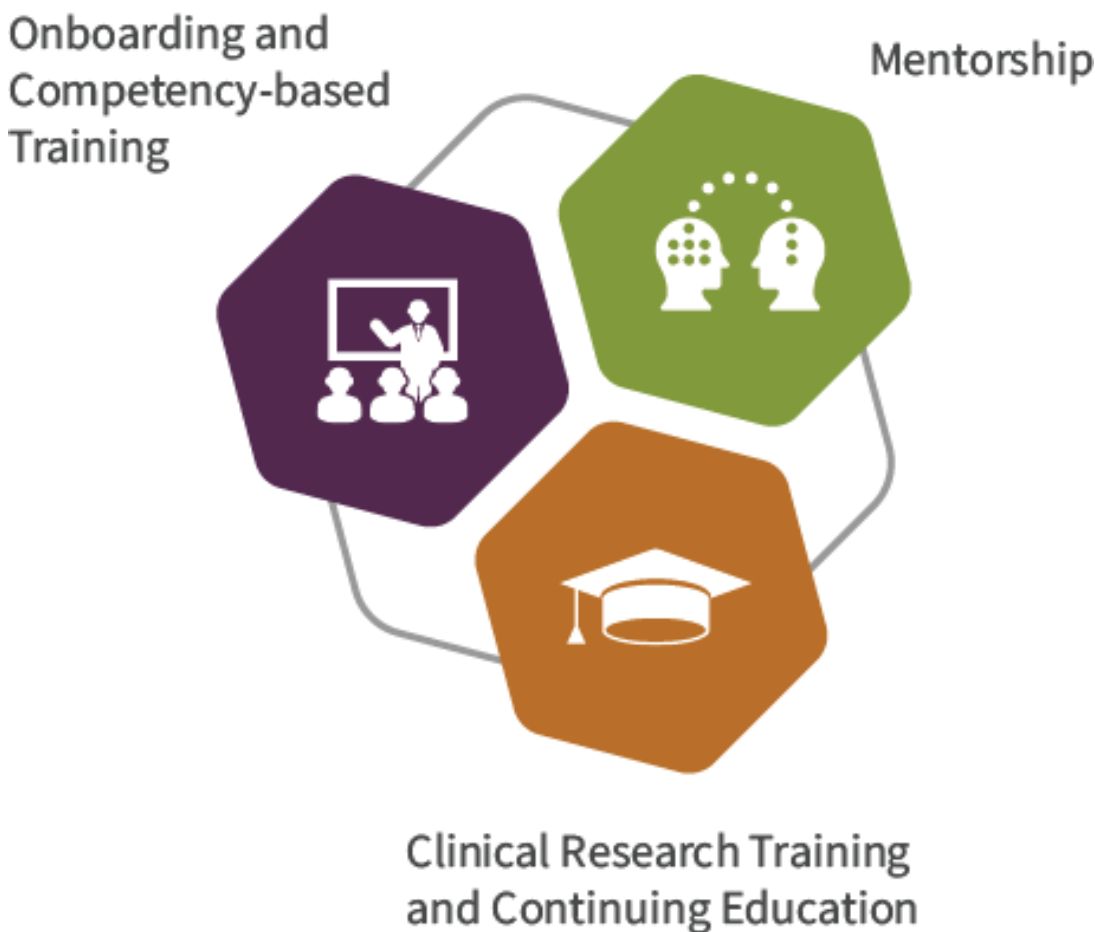 Onboarding and
Competency-based
Training
Mentorship
Clinical Research Training
and Continuing Education